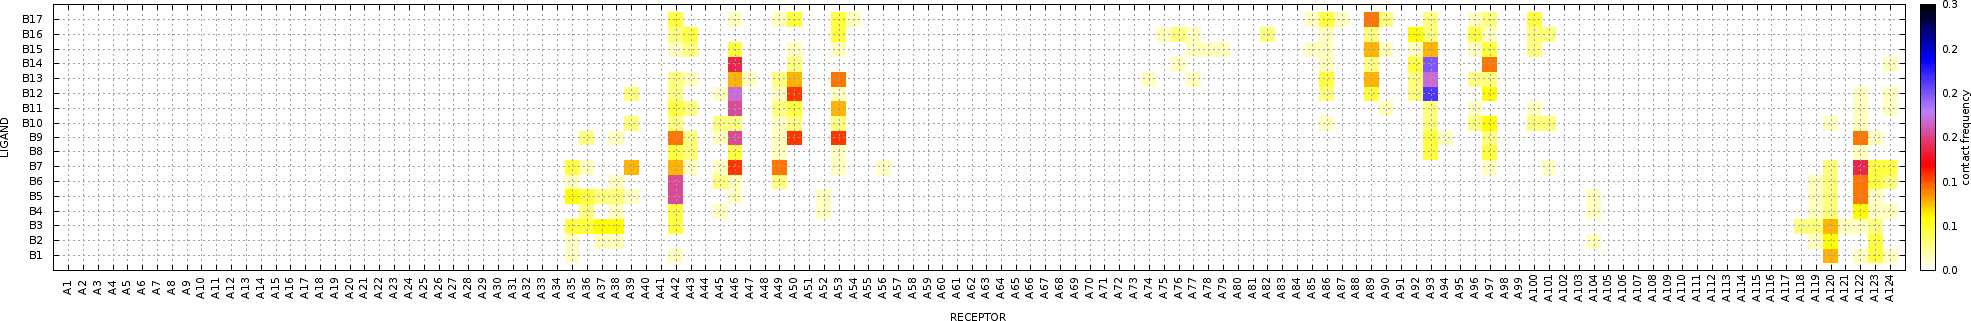 B17
B16
B15
B14
B13
B12
B11
B10
B9
B8
B7
B6
B5
B4
B3
B2
B1
LIGAND
A1 A2 A3 A4 A5 A6 A7 A8 A9 A10 A11 A12 A13 A14 A15 A16 A17 A18 A19 A20 A21 A22 A23 A24 A25 A26 A27 A28 A29 A30 A31 A32 A33 A34 A35 A36 A37 A38 A39 A40 A41 A42 A43 A44 A45 A46 A47 A48 A49 A50 A51 A52 A53 A54 A55 A56 A57 A58 A59 A60 A61 A62 A63 A64 A65 A66 A67 A68 A69 A70 A71 A72 A73 A74 A75 A76 A77 A78 A79 A80 A81 A82 A83 A84 A85 A86 A87 A88 A89 A90 A91 A92 A93 A94 A95 A96 A97 A98 A99 A100 A101 A102 A103 A104 A105 A106 A107 A108 A109 A110 A111 A112 A113 A114 A115 A116 A117 A118 A119 A120 A121 A122 A123 A124
RECEPTOR
0.3
0.2
0.2
0.2
0.1
0.1
0.0
contact frequency